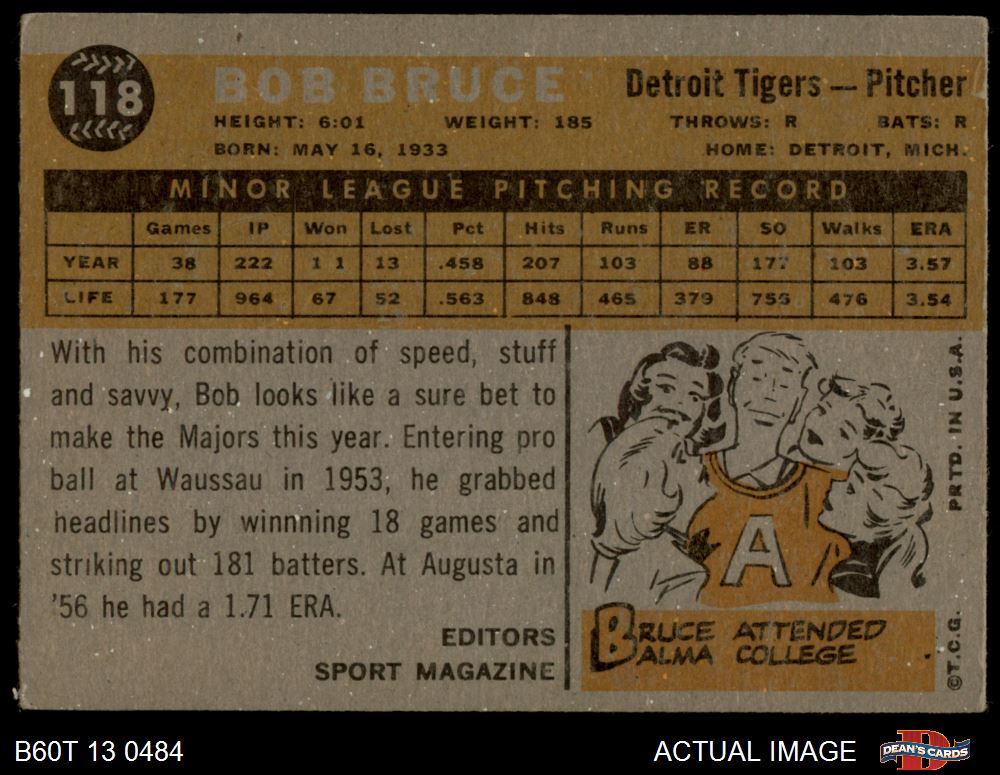 118
BOB BRUCE
Detroit Tigers — Pitcher
HEIGHT: 6:01 WEIGHT: 185 THROWS: R BATS: R
BORN: MAY 16, 1933 HOME: DETROIT, MICH.
MINOR LEAGUE PITCHING RECORD
Games IP Won Lost Pct Hits Runs ER SO Walks ERA
YEAR 38 222 1 1 13 .458 207 103 88 177 103 3.57
LIFE 177 964 67 52 .563 848 465 379 756 476 3.54
With his combination of speed, stuff
and savvy, Bob looks like a sure bet to
make the Majors this year. Entering pro
ball at Waussau in 1953, he grabbed
headlines by winnning 18 games and
striking out 181 batters. At Augusta in
'56 he had a 1.71 ERA.
EDITORS
SPORT MAGAZINE
A
BRUCE ATTENDED
ALMA COLLEGE
PRTD. IN U.S.A.
©T.C.G.
B60T 13 0484
ACTUAL IMAGE
DEAN'S CARDS